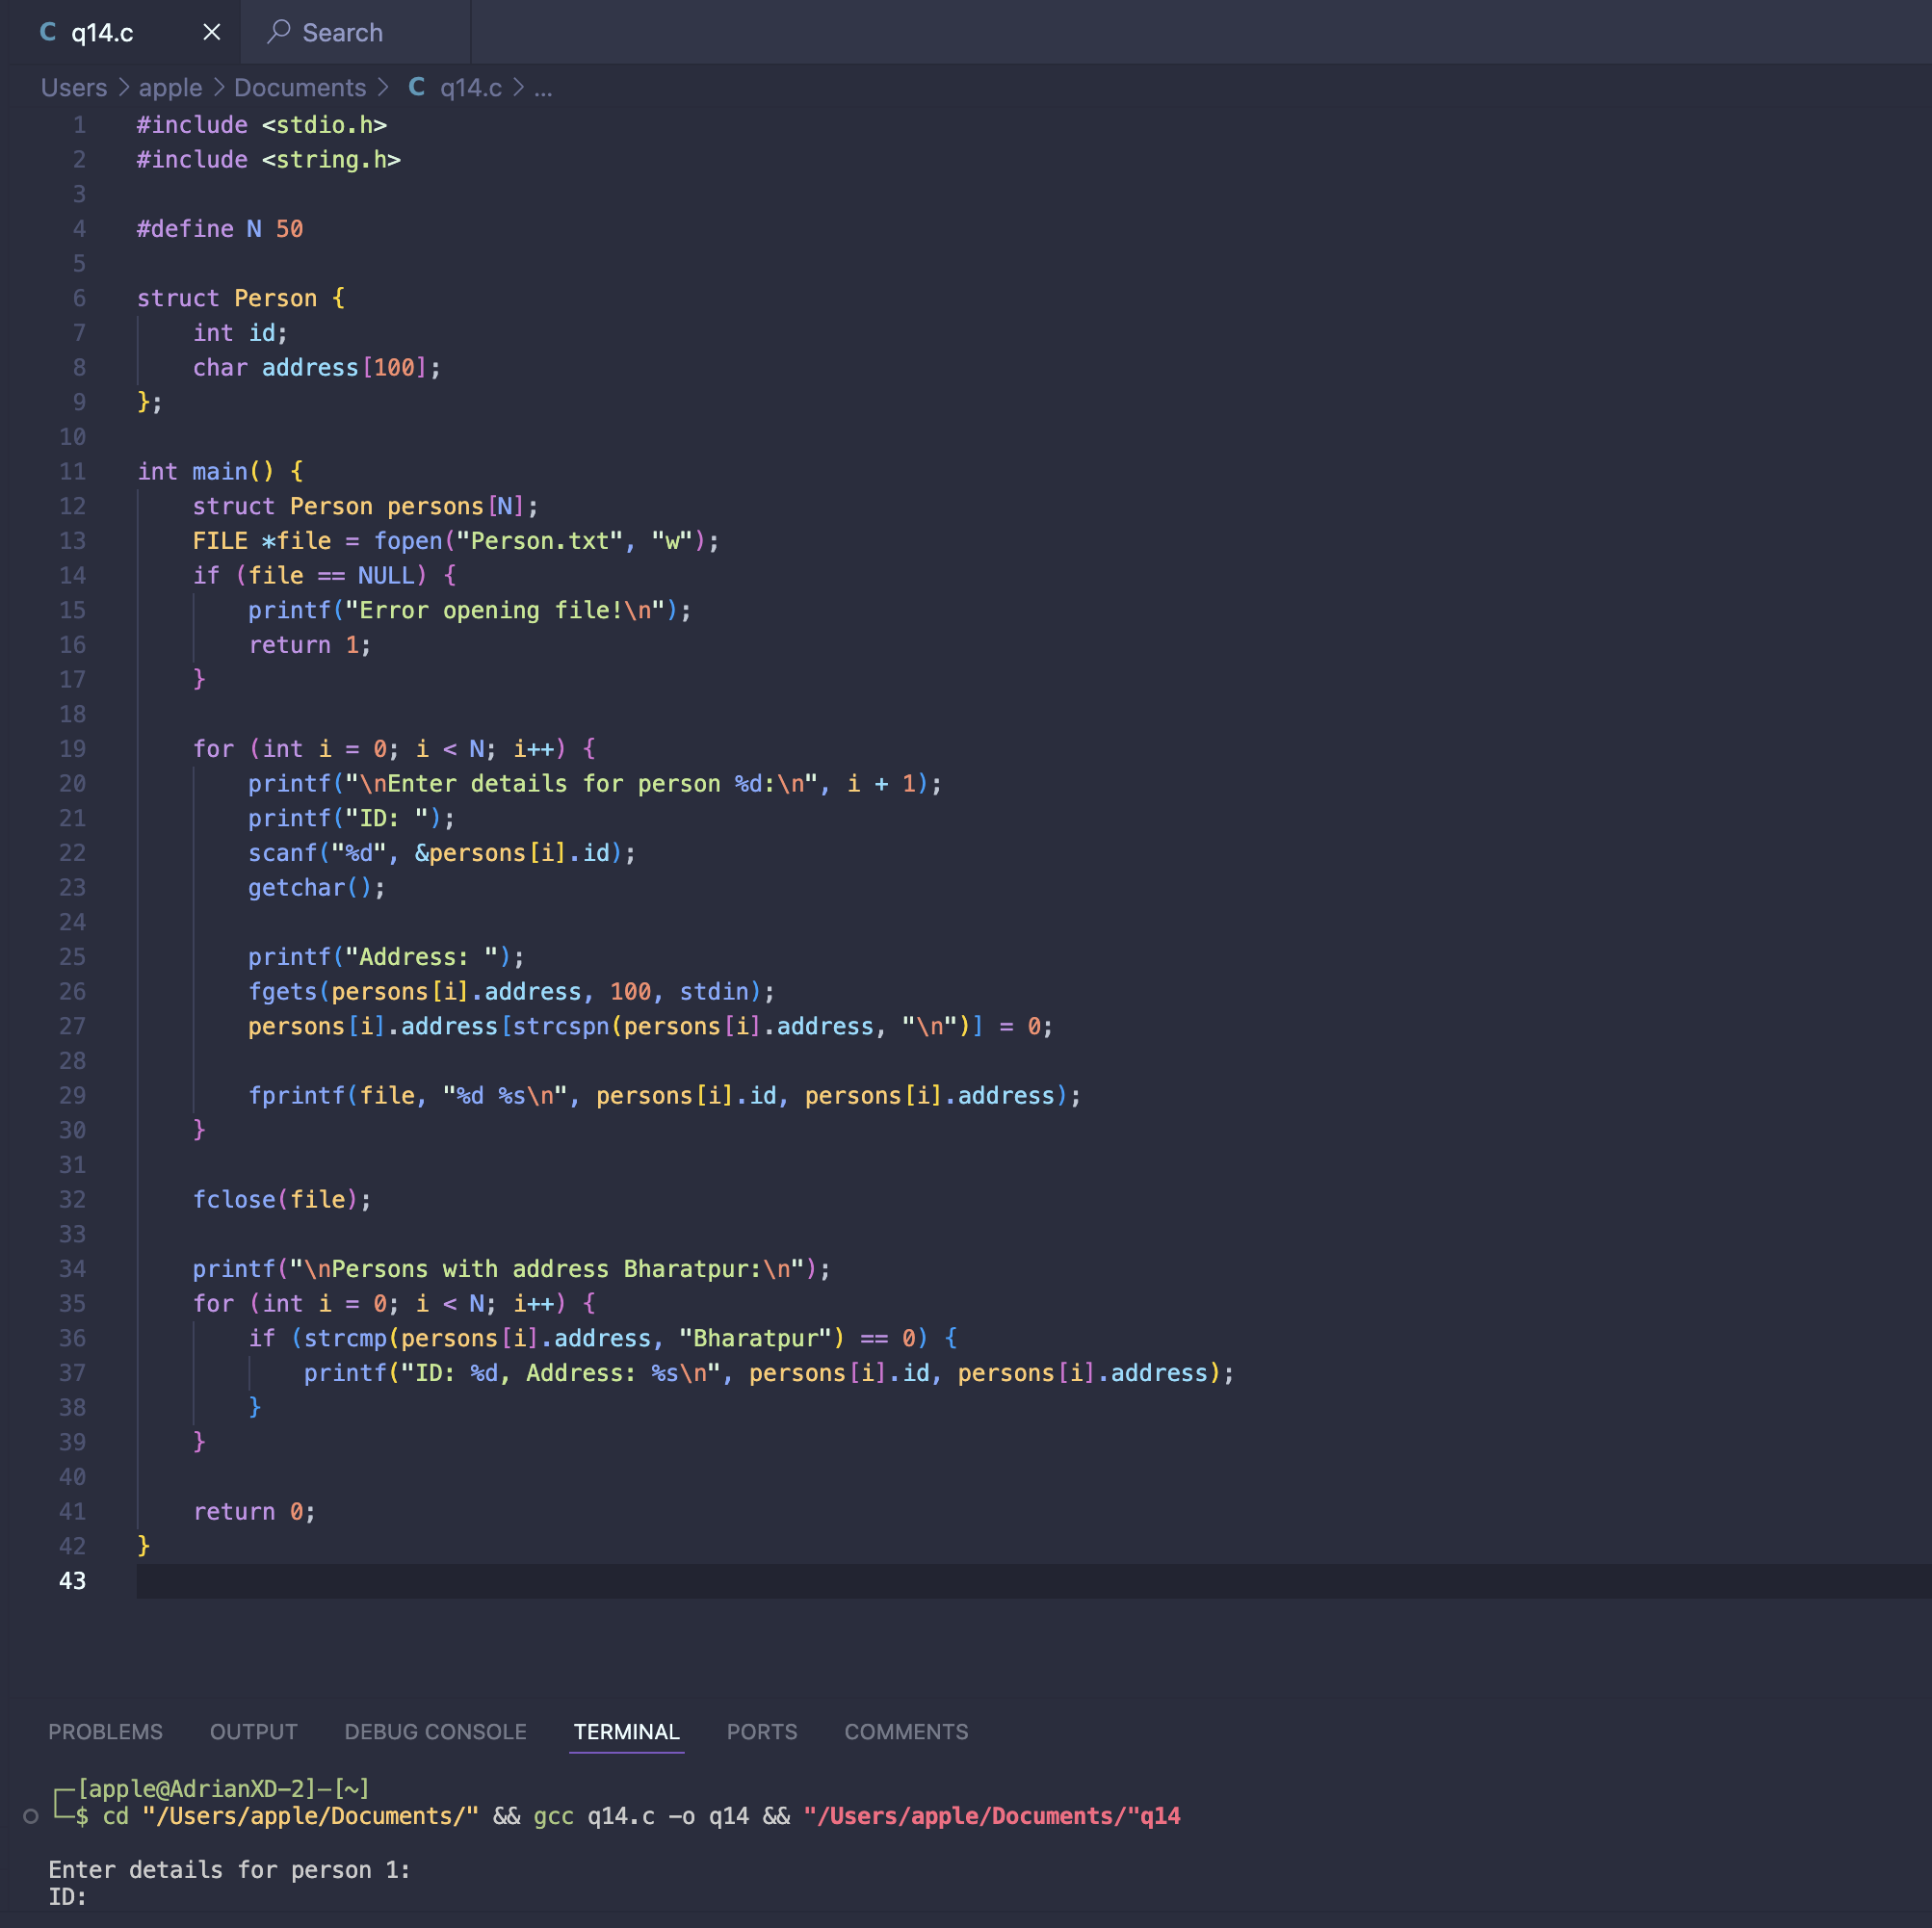 C q14.c × Search
Users > apple > Documents > C q14.c > ...
1 #include <stdio.h>
2 #include <string.h>
3
4 #define N 50
5
6 struct Person {
7     int id;
8     char address[100];
9 };
10
11 int main() {
12     struct Person persons[N];
13     FILE *file = fopen("Person.txt", "w");
14     if (file == NULL) {
15         printf("Error opening file!\n");
16         return 1;
17     }
18
19     for (int i = 0; i < N; i++) {
20         printf("\nEnter details for person %d:\n", i + 1);
21         printf("ID: ");
22         scanf("%d", &persons[i].id);
23         getchar();
24
25         printf("Address: ");
26         fgets(persons[i].address, 100, stdin);
27         persons[i].address[strcspn(persons[i].address, "\n")] = 0;
28
29         fprintf(file, "%d %s\n", persons[i].id, persons[i].address);
30     }
31
32     fclose(file);
33
34     printf("\nPersons with address Bharatpur:\n");
35     for (int i = 0; i < N; i++) {
36         if (strcmp(persons[i].address, "Bharatpur") == 0) {
37             printf("ID: %d, Address: %s\n", persons[i].id, persons[i].address);
38         }
39     }
40
41     return 0;
42 }
43
PROBLEMS OUTPUT DEBUG CONSOLE TERMINAL PORTS COMMENTS
┌─[apple@AdrianXD-2]-[~]
└─$ cd "/Users/apple/Documents/" && gcc q14.c -o q14 && "/Users/apple/Documents/"q14
Enter details for person 1:
ID: